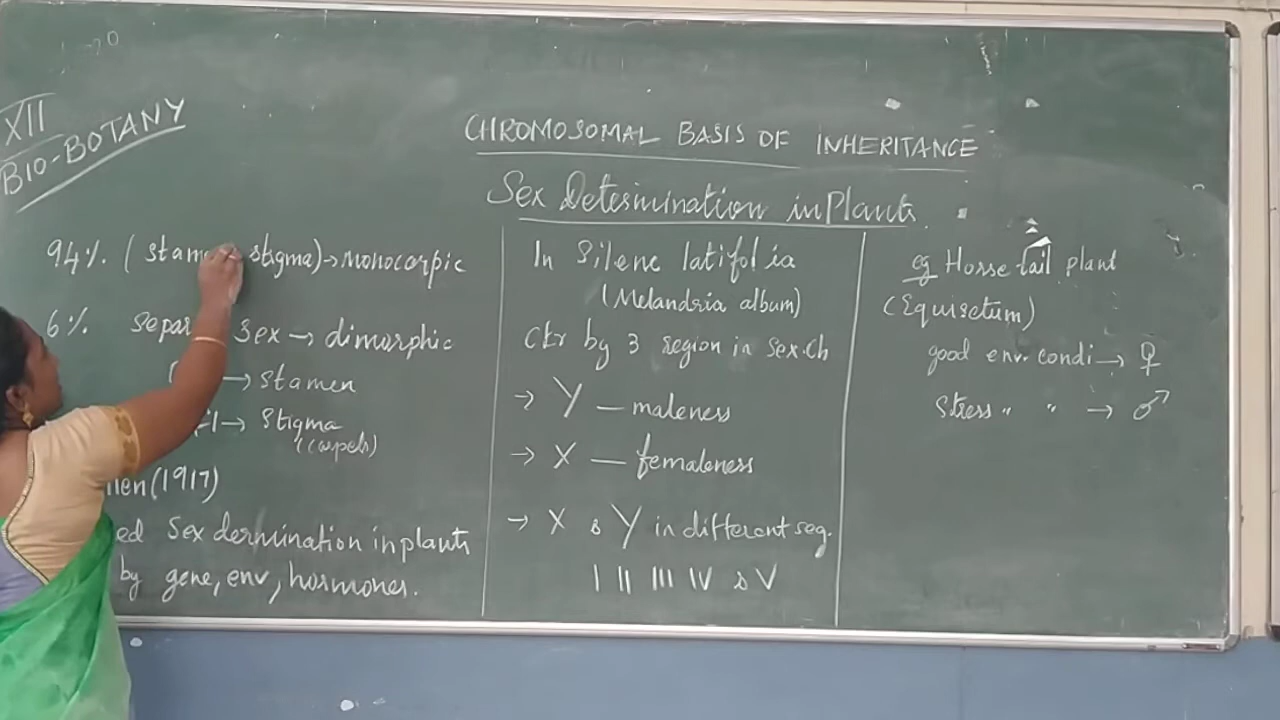 XII
BIO-BOTANY
CHROMOSOMAL BASIS OF INHERITANCE
Sex Determination in Plants
94% (stame stigma) → monocarpic
6% separ sex → dimorphic
→ stamen
→ stigma
(carpels)
(1917)
ed sex dermination in plants
by gene, env, hormones.
In Silene latifolia
(Melandria album)
Ctr by 3 region in sex.ch
→ Y — maleness
→ X — femaleness
→ X & Y in different seg.
I II III IV & V
eg Horse tail plant
(Equisetum)
good env. condi → ♀
Stress " " → ♂